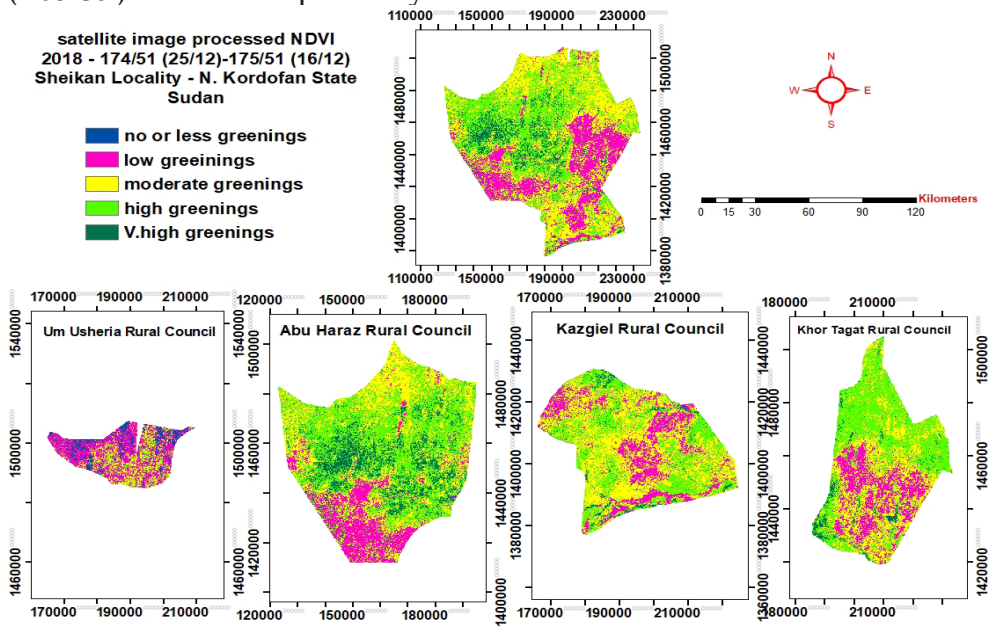 satellite image processed NDVI
2018 - 174/51 (25/12)-175/51 (16/12)
Sheikan Locality - N. Kordofan State
Sudan
no or less greenings
low greeinings
moderate greenings
high greenings
V.high greenings
110000 150000 190000 230000
1500000
1480000
1460000
1440000
1420000
1400000
1380000
110000 150000 190000 230000
N
W E
S
Kilometers
0 15 30 60 90 120
170000 190000 210000
Um Usheria Rural Council
1540000 1540000
1500000 1500000
1460000 1460000
170000 190000 210000
120000 150000 180000
Abu Haraz Rural Council
1500000
1480000
1460000
1440000
1420000
1400000
120000 150000 180000
170000 190000 210000
Kazgiel Rural Council
1440000 1440000
1420000 1420000
1400000 1400000
1380000 1380000
1360000
170000 190000 210000
180000 210000
Khor Tagat Rural Council
1500000
1480000
1460000
1440000
1420000
180000 210000